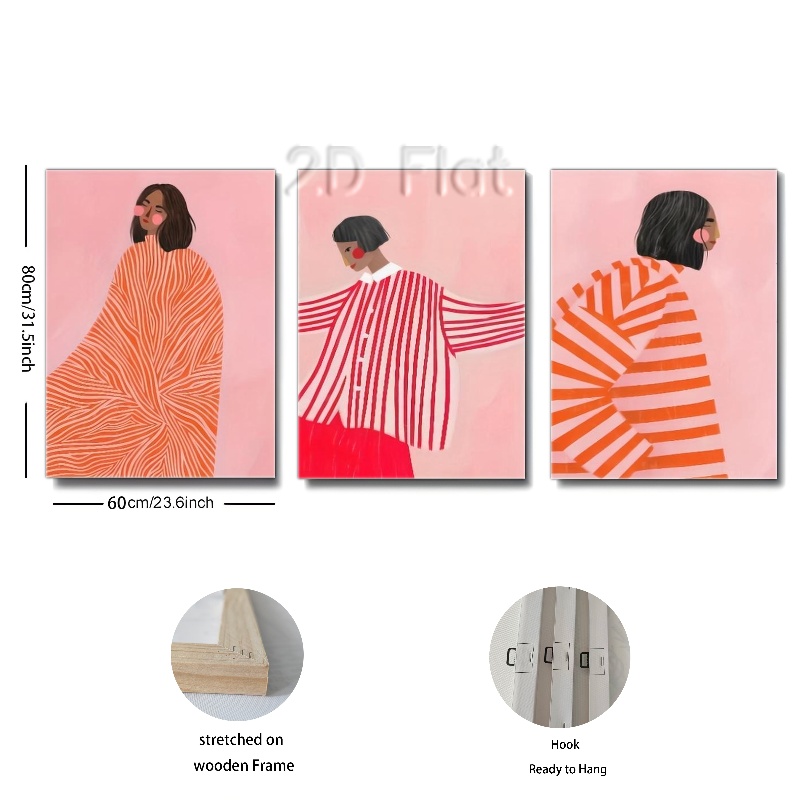 2D Flat
80cm/31.5inch
60cm/23.6inch
stretched on
wooden Frame
Hook
Ready to Hang